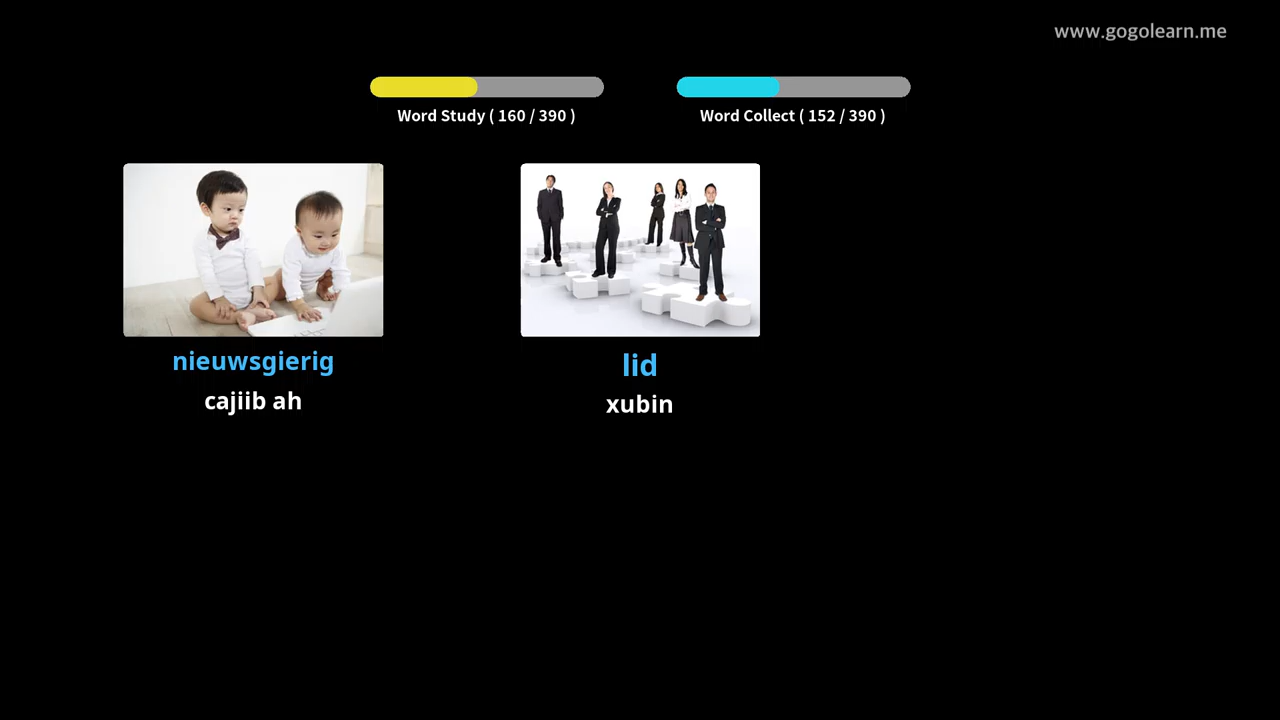 www.gogolearn.me
Word Study ( 160 / 390 )
Word Collect ( 152 / 390 )
nieuwsgierig
cajiib ah
lid
xubin